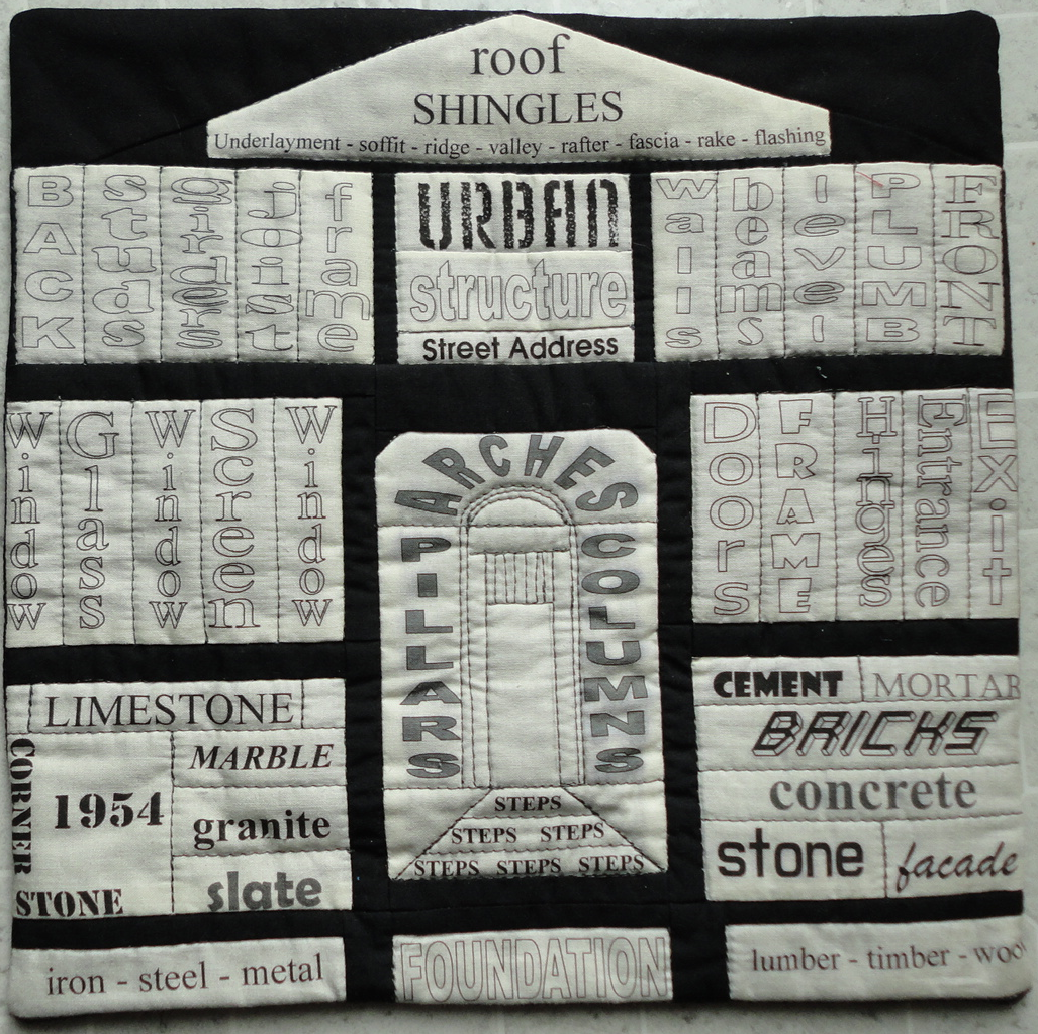 roof
SHINGLES
Underlayment - soffit - ridge - valley - rafter - fascia - rake - flashing
BACK
studs
girders
joist
frame
URBAN
structure
Street Address
walls
beams
level
PLUMB
FRONT
Window
Glass
Window
Screen
Window
ARCHES
PILLARS
COLUMNS
STEPS
STEPS STEPS
STEPS STEPS STEPS
Doors
FRAME
Hinges
Entrance
Exit
LIMESTONE
CORNER
STONE
1954
MARBLE
granite
slate
CEMENT
MORTAR
BRICKS
concrete
stone
facade
iron - steel - metal
FOUNDATION
lumber - timber - woo